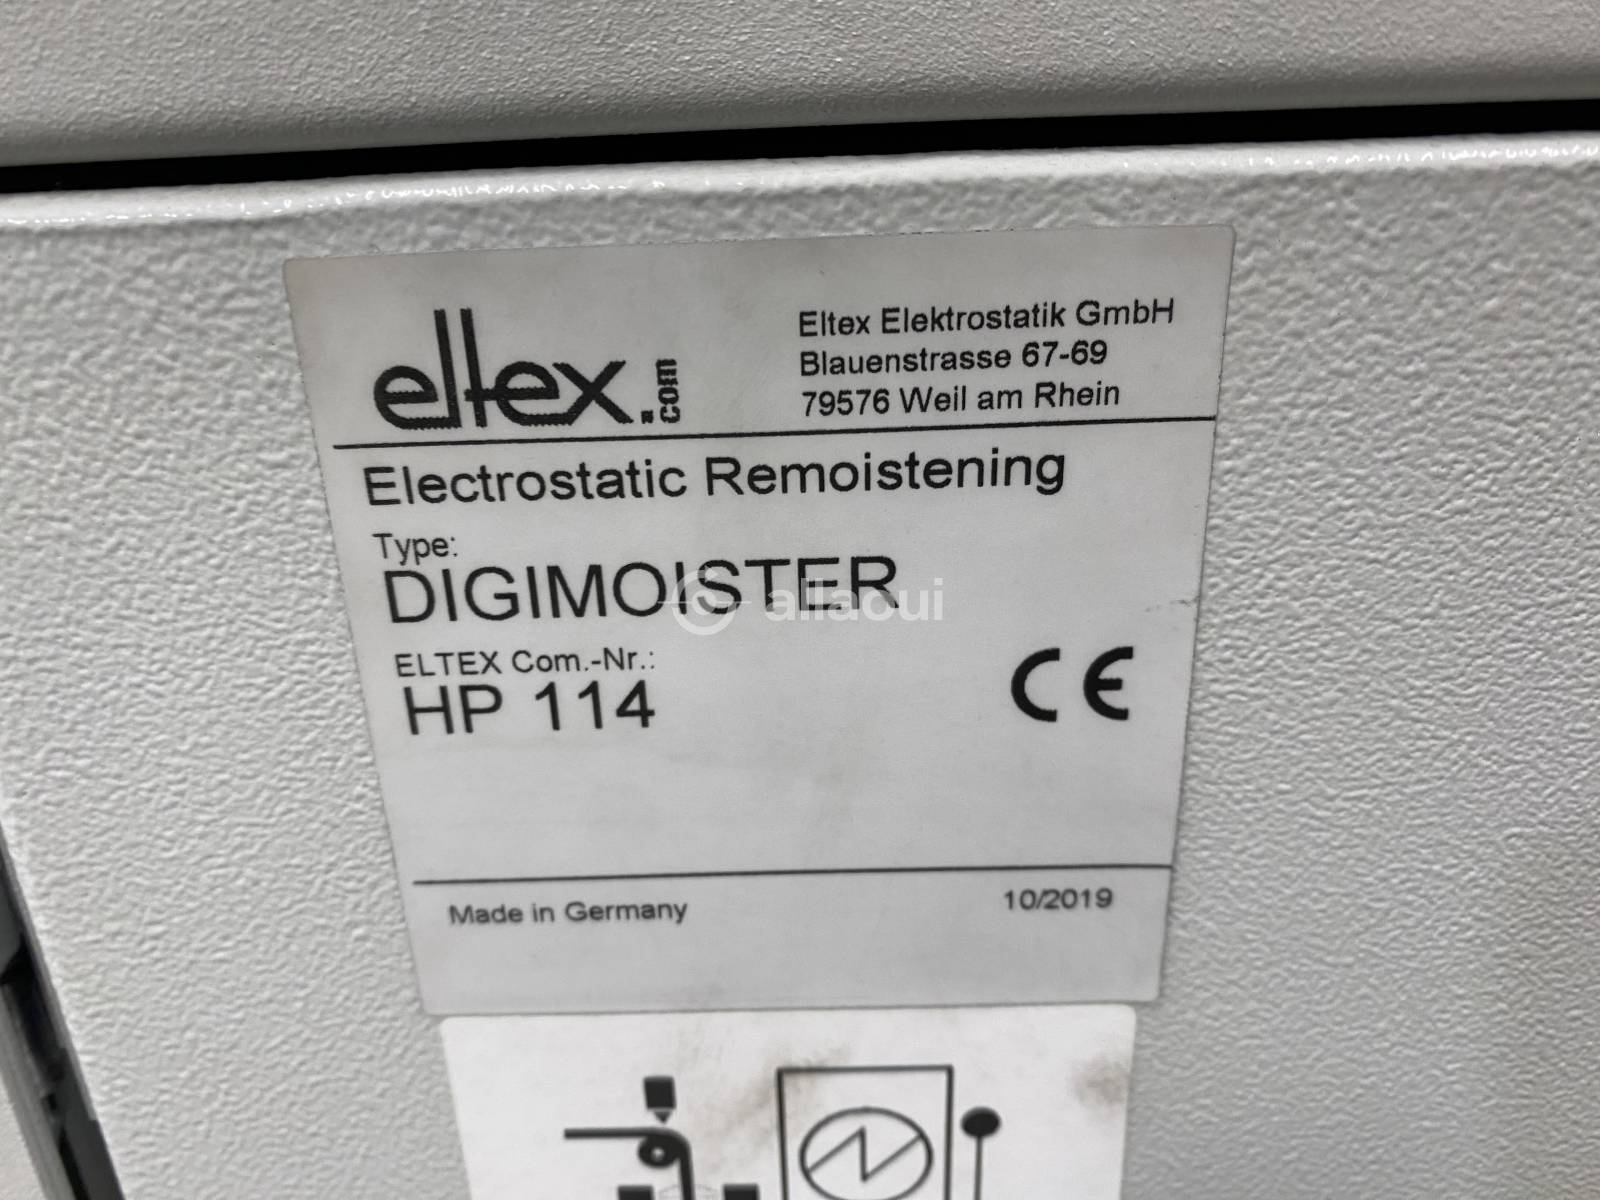 eltex.com
Eltex Elektrostatik GmbH
Blauenstrasse 67-69
79576 Weil am Rhein
Electrostatic Remoistening
Type:
DIGIMOISTER
allaoui
ELTEX Com.-Nr.:
HP 114
CE
Made in Germany
10/2019